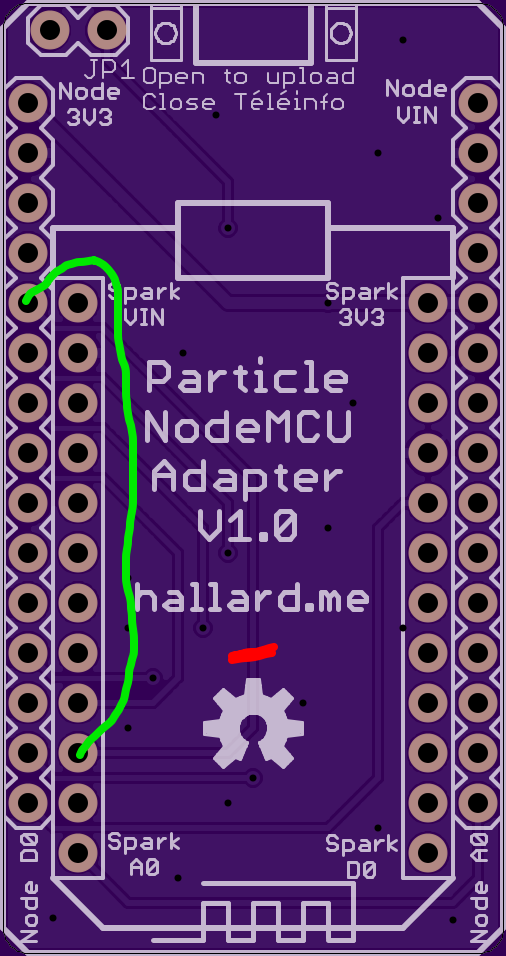 JP1
Open to upload
Close Téléinfo
Node
3V3
Node
VIN
Spark
VIN
Spark
3V3
Particle
NodeMCU
Adapter
V1.0
hallard.me
Spark
A0
Spark
D0
Node D0
Node A0